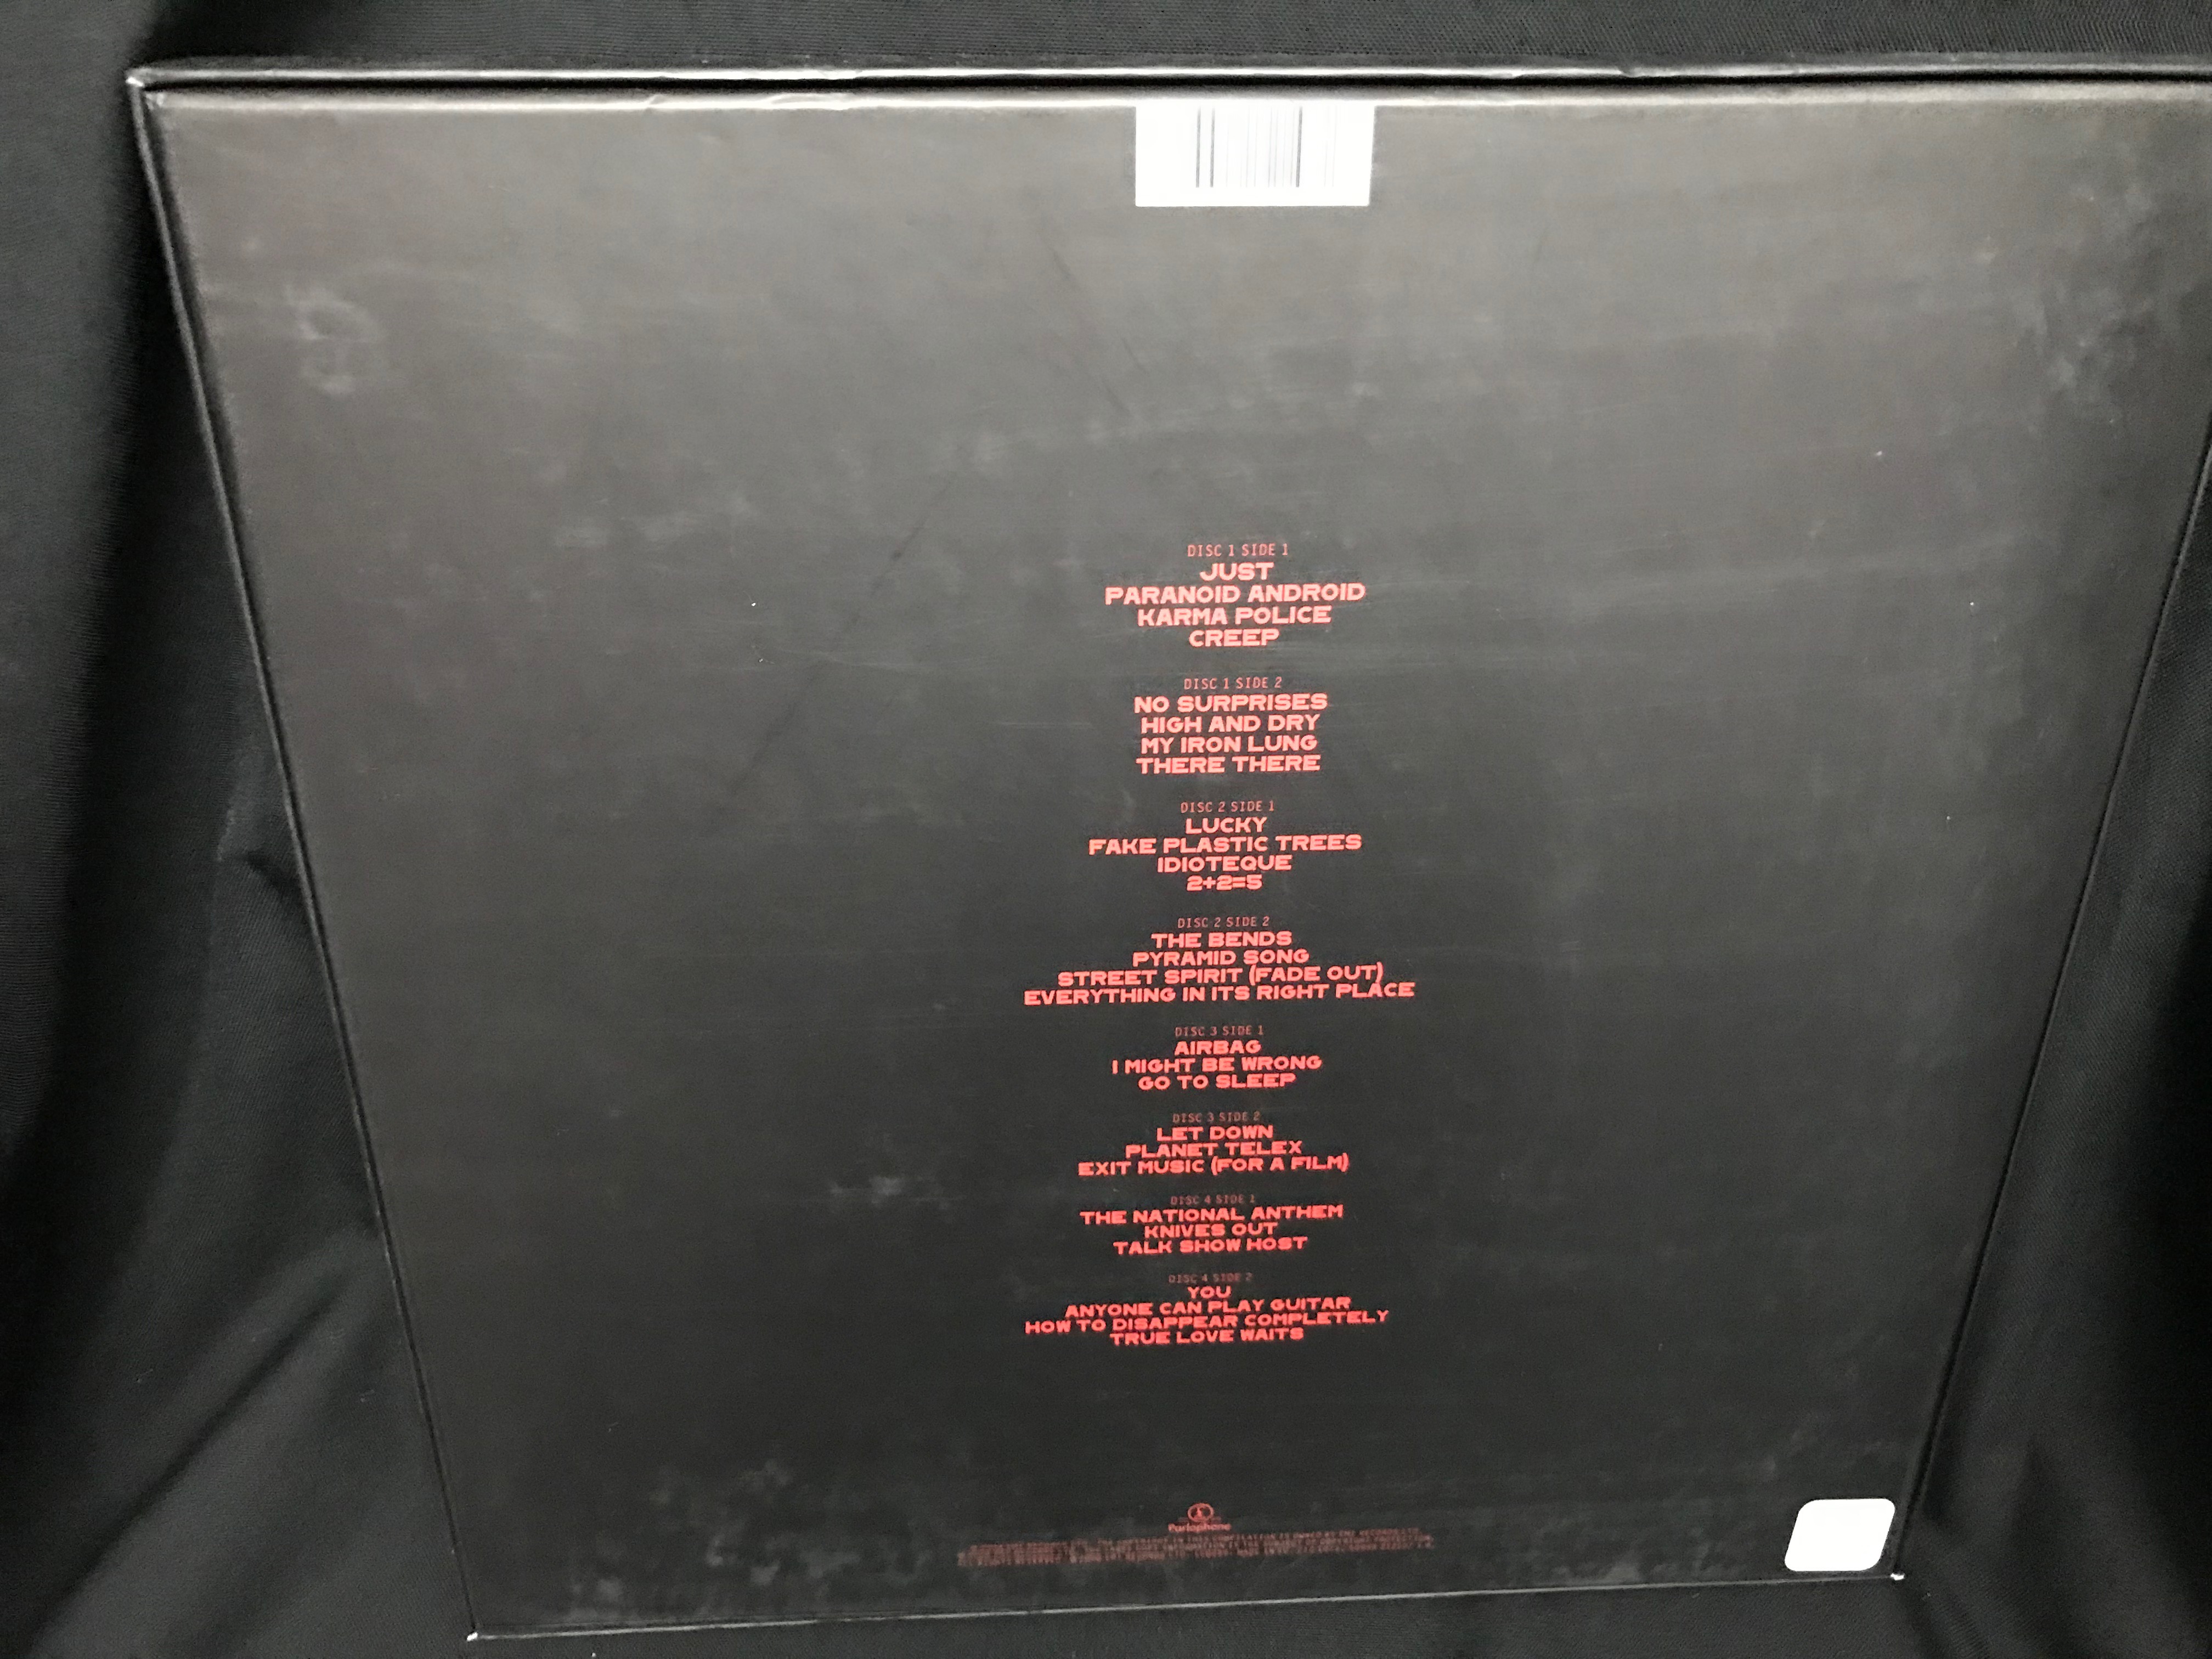 DISC 1 SIDE 1
JUST
PARANOID ANDROID
KARMA POLICE
CREEP
DISC 1 SIDE 2
NO SURPRISES
HIGH AND DRY
MY IRON LUNG
THERE THERE
DISC 2 SIDE 1
LUCKY
FAKE PLASTIC TREES
IDIOTEQUE
2+2=5
DISC 2 SIDE 2
THE BENDS
PYRAMID SONG
STREET SPIRIT (FADE OUT)
EVERYTHING IN ITS RIGHT PLACE
DISC 3 SIDE 1
AIRBAG
I MIGHT BE WRONG
GO TO SLEEP
DISC 3 SIDE 2
LET DOWN
PLANET TELEX
EXIT MUSIC (FOR A FILM)
DISC 4 SIDE 1
THE NATIONAL ANTHEM
KNIVES OUT
TALK SHOW HOST
DISC 4 SIDE 2
YOU
ANYONE CAN PLAY GUITAR
HOW TO DISAPPEAR COMPLETELY
TRUE LOVE WAITS
Parlophone